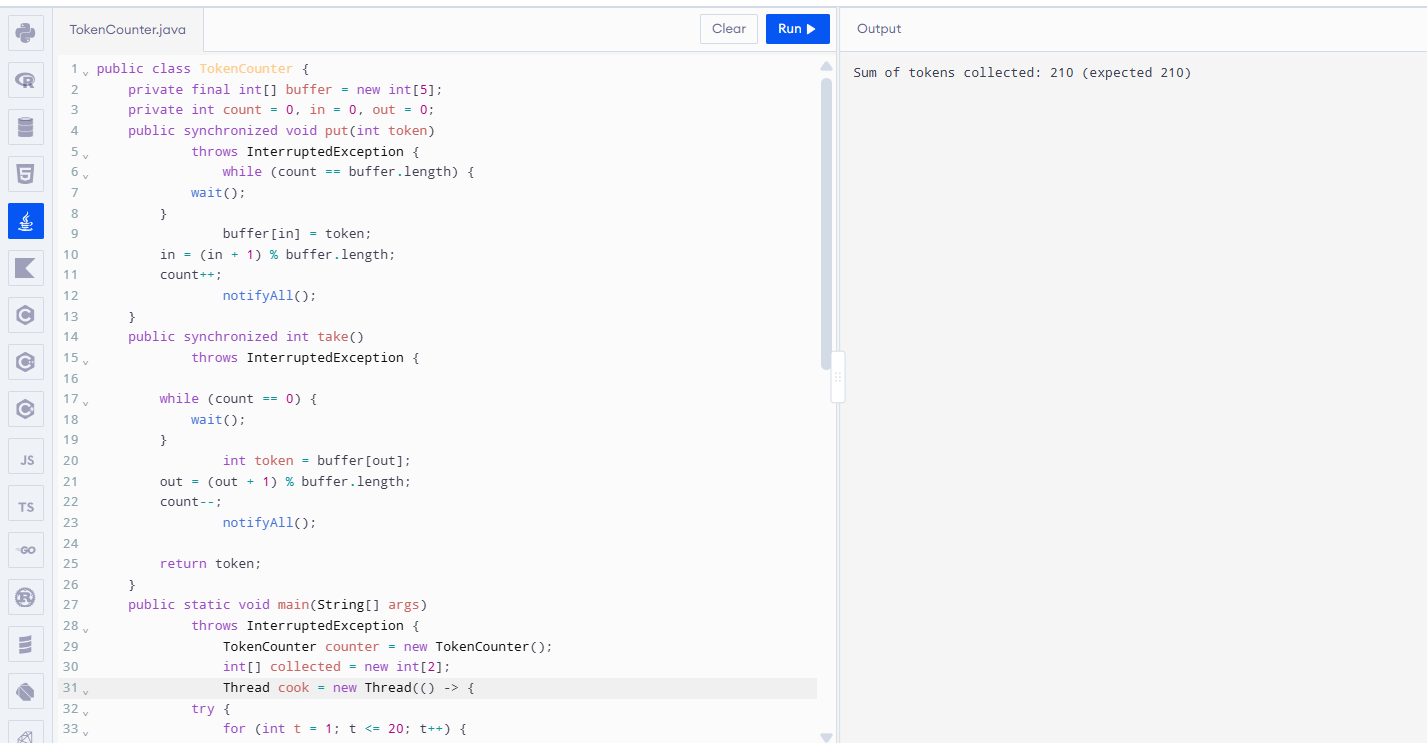 TokenCounter.java
Clear
Run
Output
1 public class TokenCounter {
2 private final int[] buffer = new int[5];
3 private int count = 0, in = 0, out = 0;
4 public synchronized void put(int token)
5 throws InterruptedException {
6 while (count == buffer.length) {
7 wait();
8 }
9 buffer[in] = token;
10 in = (in + 1) % buffer.length;
11 count++;
12 notifyAll();
13 }
14 public synchronized int take()
15 throws InterruptedException {
16
17 while (count == 0) {
18 wait();
19 }
20 int token = buffer[out];
21 out = (out + 1) % buffer.length;
22 count--;
23 notifyAll();
24
25 return token;
26 }
27 public static void main(String[] args)
28 throws InterruptedException {
29 TokenCounter counter = new TokenCounter();
30 int[] collected = new int[2];
31 Thread cook = new Thread(() -> {
32 try {
33 for (int t = 1; t <= 20; t++) {
Sum of tokens collected: 210 (expected 210)
JS
TS
GO